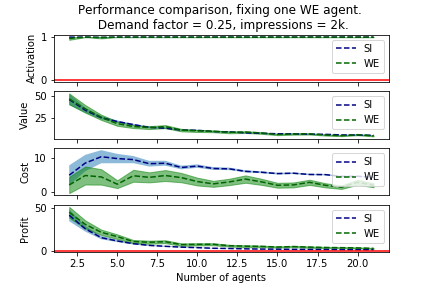 Performance comparison, fixing one WE agent.
Demand factor = 0.25, impressions = 2k.
Activation
1
0
SI
WE
Value
50
25
SI
WE
Cost
10
0
SI
WE
Profit
50
0
SI
WE
2.5 5.0 7.5 10.0 12.5 15.0 17.5 20.0
Number of agents